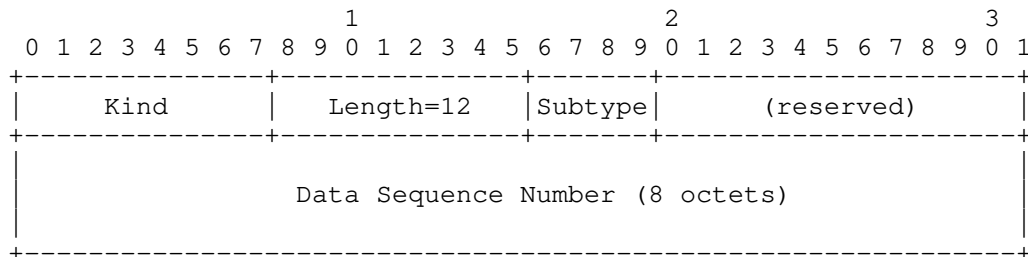 1 2 3
0 1 2 3 4 5 6 7 8 9 0 1 2 3 4 5 6 7 8 9 0 1 2 3 4 5 6 7 8 9 0 1
Kind Length=12 Subtype (reserved)
Data Sequence Number (8 octets)